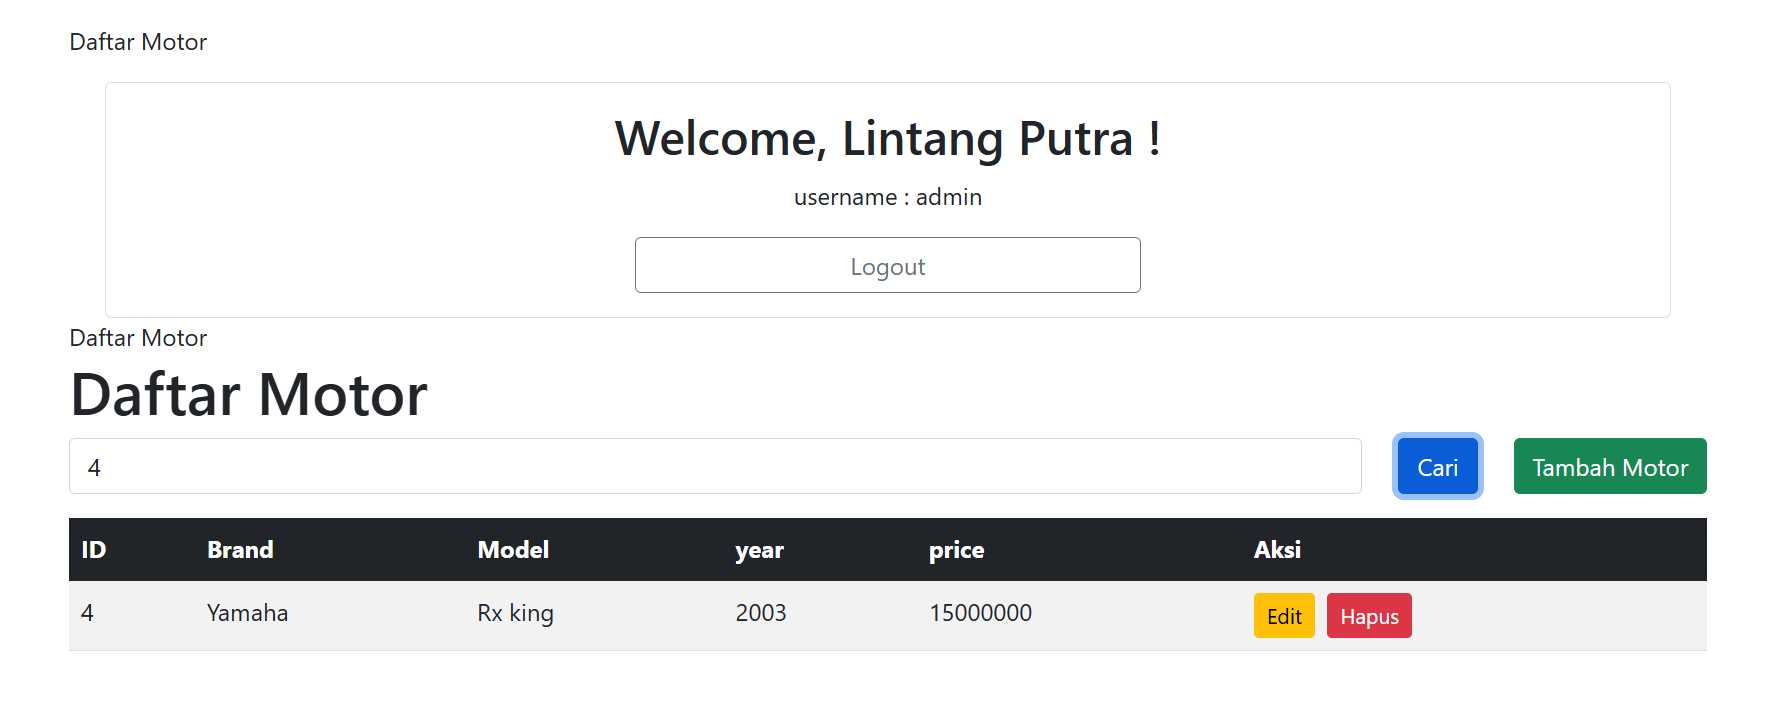 Daftar Motor
Welcome, Lintang Putra !
username : admin
Logout
Daftar Motor
Daftar Motor
4 Cari Tambah Motor
ID Brand Model year price Aksi
4 Yamaha Rx king 2003 15000000 Edit Hapus